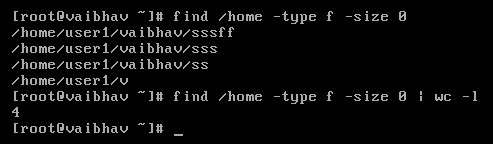 [root@vaibhav ~]# find /home -type f -size 0
/home/user1/vaibhav/sssff
/home/user1/vaibhav/sss
/home/user1/vaibhav/ss
/home/user1/v
[root@vaibhav ~]# find /home -type f -size 0 | wc -l
4
[root@vaibhav ~]# _